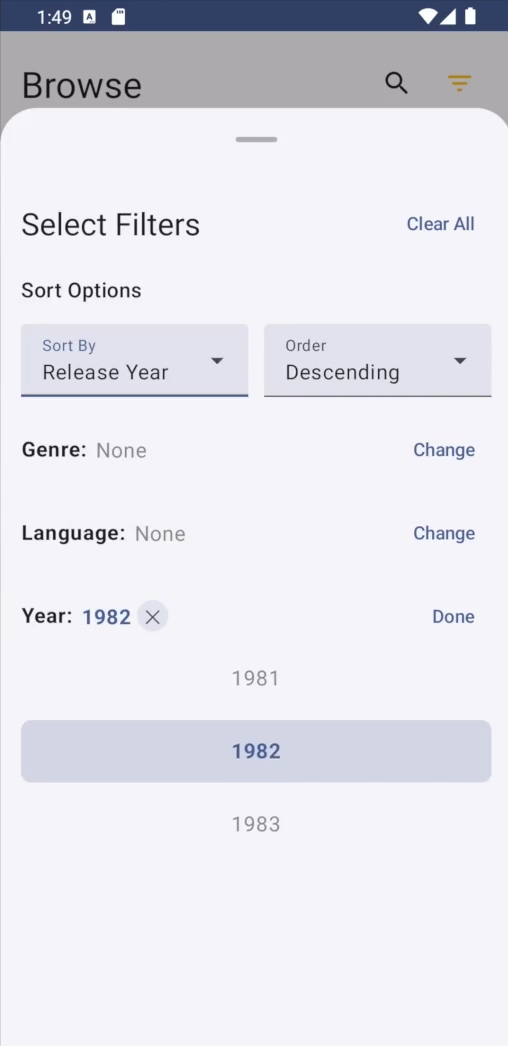 1:49
Browse
Select Filters
Clear All
Sort Options
Sort By
Release Year
Order
Descending
Genre: None
Change
Language: None
Change
Year: 1982
Done
1981
1982
1983